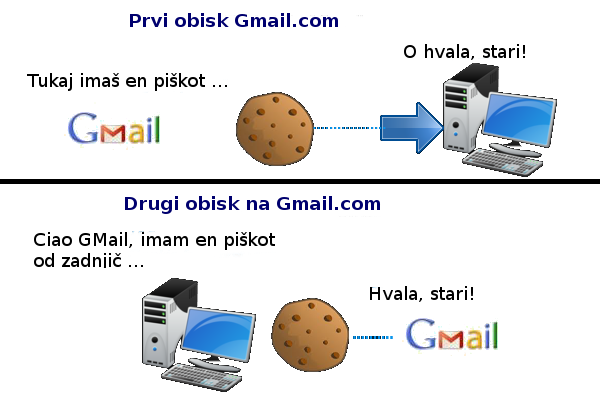 Prvi obisk Gmail.com
O hvala, stari!
Tukaj imaš en piškot ...
Gmail
Drugi obisk na Gmail.com
Ciao GMail, imam en piškot
od zadnjič ...
Hvala, stari!
Gmail